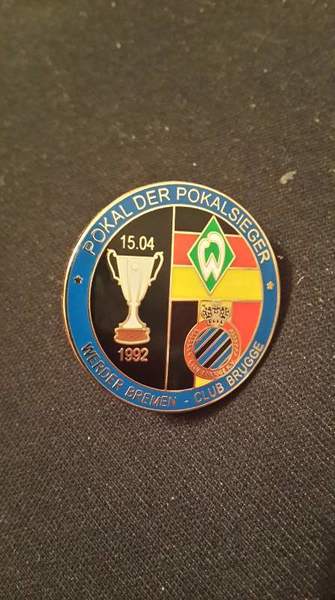 POKAL DER POKALSIEGER
15.04
1992
W
WERDER BREMEN - CLUB BRUGGE